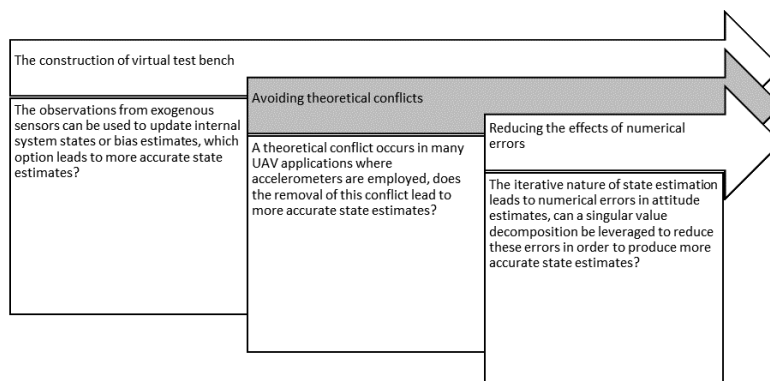 The construction of virtual test bench
The observations from exogenous
sensors can be used to update internal
system states or bias estimates, which
option leads to more accurate state
estimates?
Avoiding theoretical conflicts
A theoretical conflict occurs in many
UAV applications where
accelerometers are employed, does
the removal of this conflict lead to
more accurate state estimates?
Reducing the effects of numerical
errors
The iterative nature of state estimation
leads to numerical errors in attitude
estimates, can a singular value
decomposition be leveraged to reduce
these errors in order to produce more
accurate state estimates?